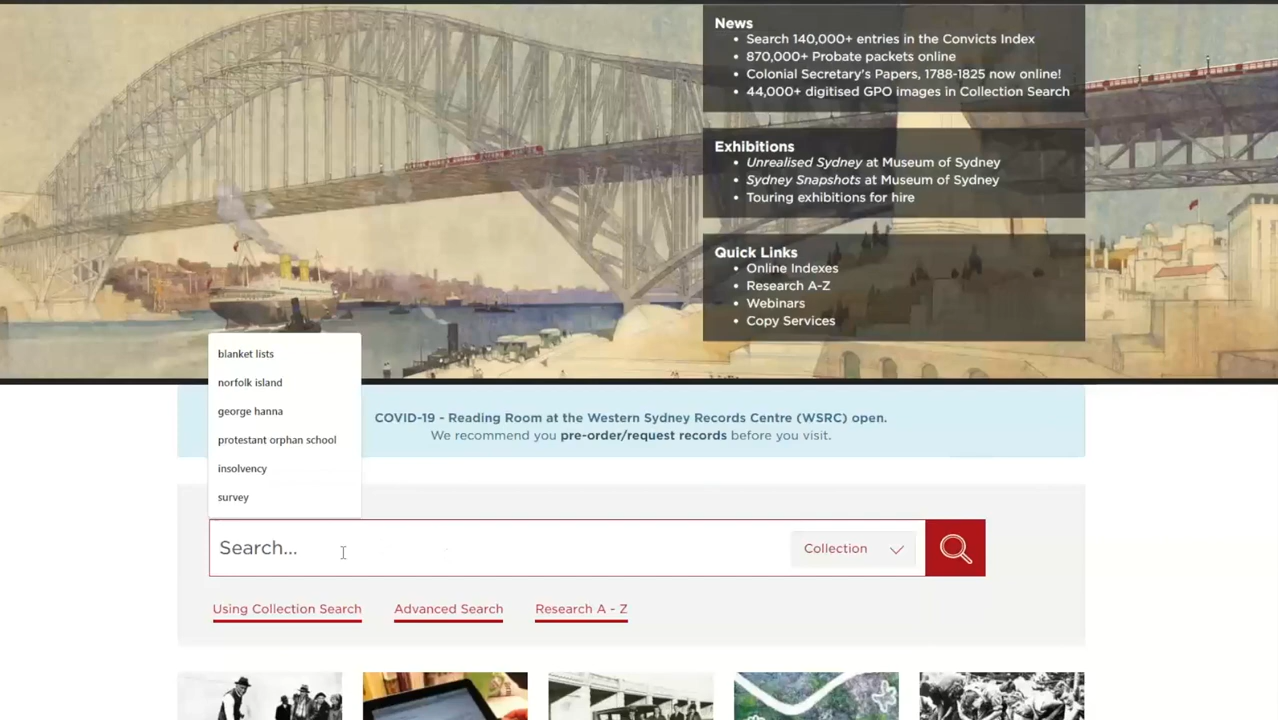 News
Search 140,000+ entries in the Convicts Index
870,000+ Probate packets online
Colonial Secretary's Papers, 1788-1825 now online!
44,000+ digitised GPO images in Collection Search
Exhibitions
Unrealised Sydney at Museum of Sydney
Sydney Snapshots at Museum of Sydney
Touring exhibitions for hire
Quick Links
Online Indexes
Research A-Z
Webinars
Copy Services
blanket lists
norfolk island
george hanna
protestant orphan school
insolvency
survey
COVID-19 - Reading Room at the Western Sydney Records Centre (WSRC) open.
We recommend you pre-order/request records before you visit.
Search...
Collection
Using Collection Search
Advanced Search
Research A - Z